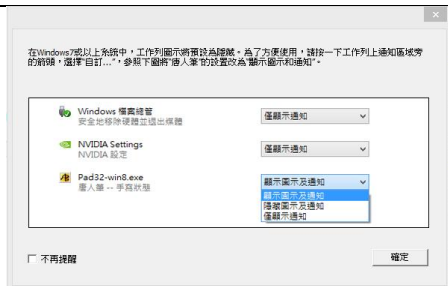 在Windows7或以上系統中，工作列圖示將預設為隱藏。為了方便使用，請按一下工作列上通知區域旁
的箭頭，選擇"自訂..."，參照下圖將"唐人筆"的設置改為"顯示圖示和通知"。
Windows 檔案總管
安全地移除硬體並退出媒體
僅顯示通知
NVIDIA Settings
NVIDIA 設定
僅顯示通知
Pad32-win8.exe
唐人筆 -- 手寫狀態
顯示圖示及通知
顯示圖示及通知
隱藏圖示及通知
僅顯示通知
不再提醒
確定